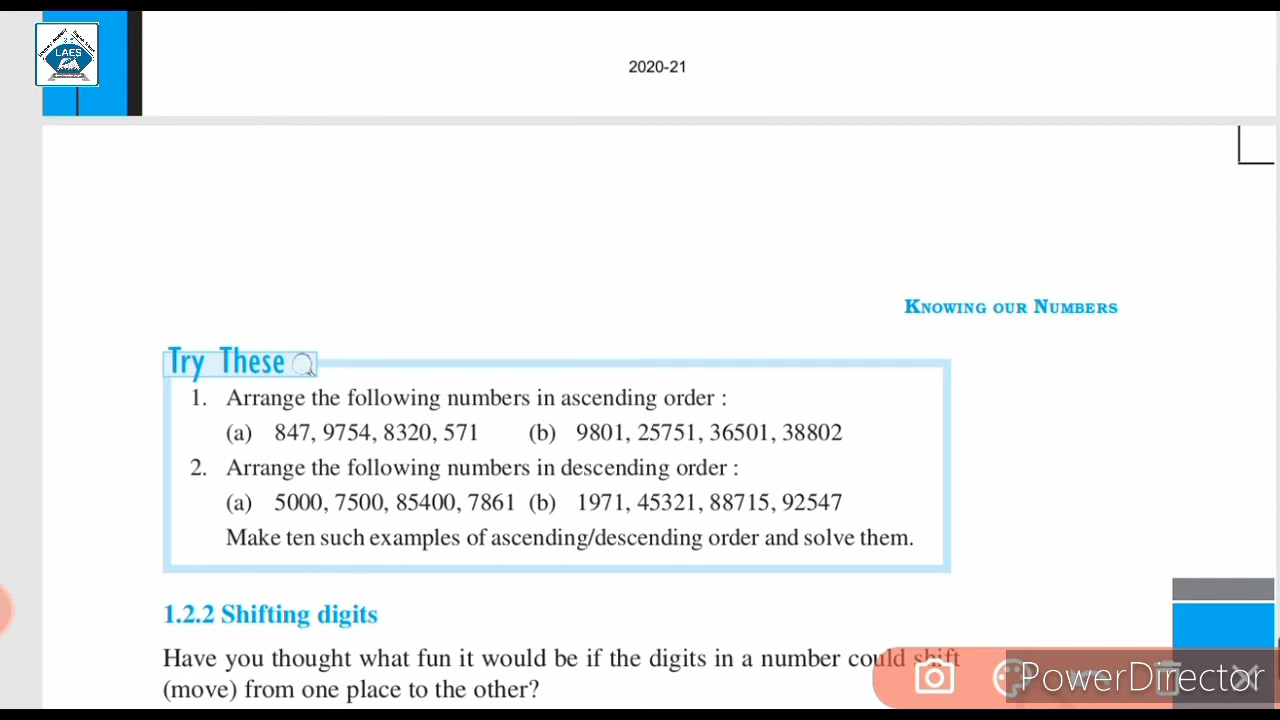 LAES
2020-21
KNOWING OUR NUMBERS
Try These
1. Arrange the following numbers in ascending order :
(a) 847, 9754, 8320, 571 (b) 9801, 25751, 36501, 38802
2. Arrange the following numbers in descending order :
(a) 5000, 7500, 85400, 7861 (b) 1971, 45321, 88715, 92547
Make ten such examples of ascending/descending order and solve them.
1.2.2 Shifting digits
Have you thought what fun it would be if the digits in a number could shift
(move) from one place to the other?
PowerDirector